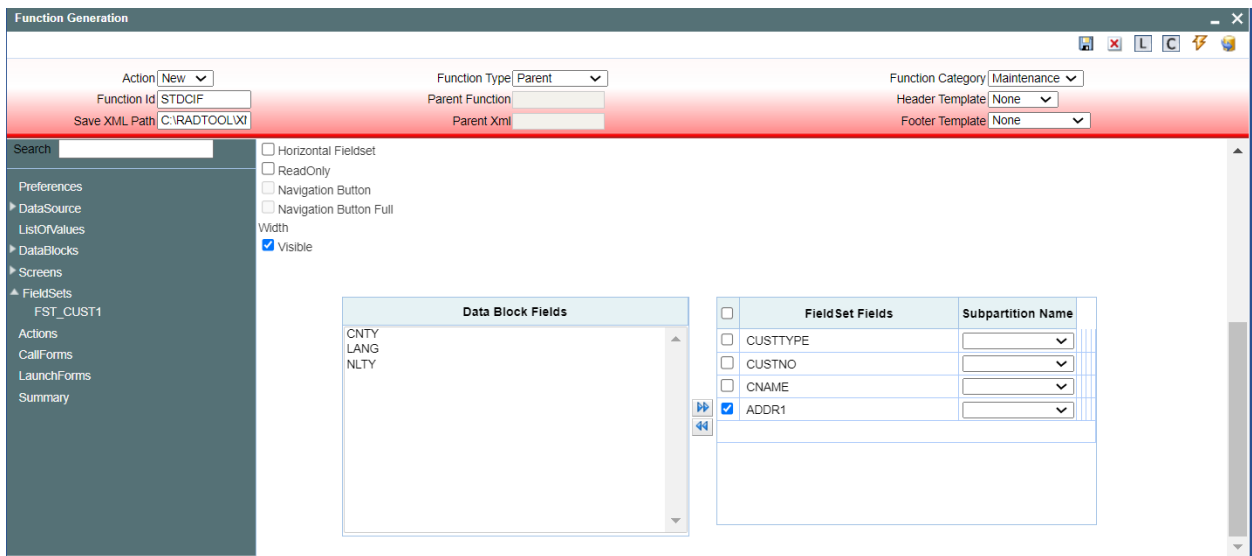 Function Generation
L C
Action New Function Type Parent Function Category Maintenance
Function Id STDCIF Parent Function Header Template None
Save XML Path C:\RADTOOL\XI Parent Xml Footer Template None
Search
Horizontal Fieldset
ReadOnly
Preferences
Navigation Button
DataSource
Navigation Button Full
ListOfValues
Width
DataBlocks
Visible
Screens
FieldSets
FST_CUST1
Actions
CallForms
LaunchForms
Summary
Data Block Fields
CNTY
LANG
NLTY
FieldSet Fields Subpartition Name
CUSTTYPE
CUSTNO
CNAME
ADDR1